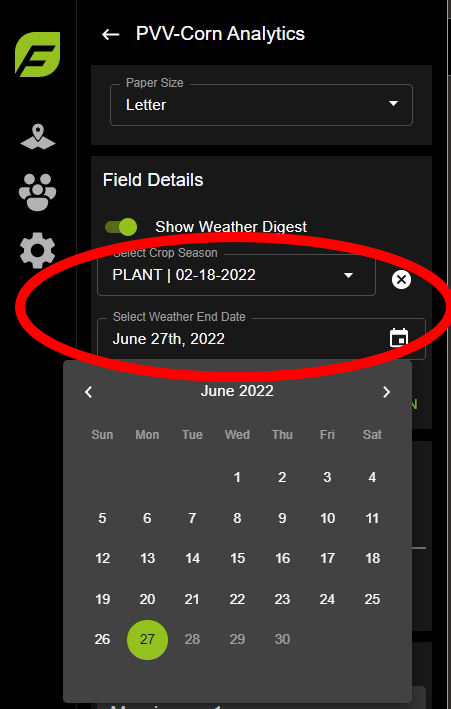 PVV-Corn Analytics
Paper Size
Letter
Field Details
Show Weather Digest
Select Crop Season
PLANT | 02-18-2022
Select Weather End Date
June 27th, 2022
June 2022
Sun Mon Tue Wed Thu Fri Sat
1 2 3 4
5 6 7 8 9 10 11
12 13 14 15 16 17 18
19 20 21 22 23 24 25
26 27 28 29 30